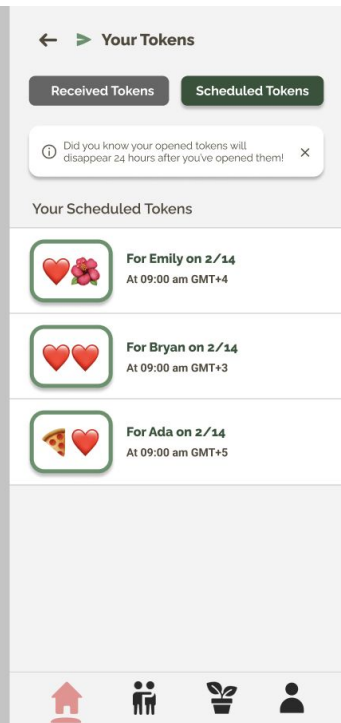 Your Tokens
Received Tokens
Scheduled Tokens
Did you know your opened tokens will
disappear 24 hours after you've opened them!
Your Scheduled Tokens
For Emily on 2/14
At 09:00 am GMT+4
For Bryan on 2/14
At 09:00 am GMT+3
For Ada on 2/14
At 09:00 am GMT+5